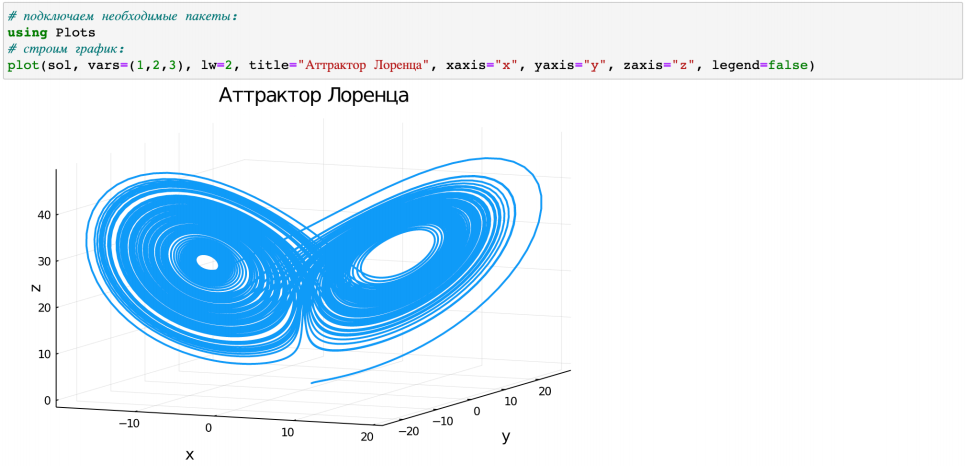 # подключаем необходимые пакеты:
using Plots
# строим график:
plot(sol, vars=(1,2,3), lw=2, title="Аттрактор Лоренца", xaxis="x", yaxis="y", zaxis="z", legend=false)
Аттрактор Лоренца
40
30
z
20
10
0
−10
0
10
20
x
−20
−10
0
10
20
y